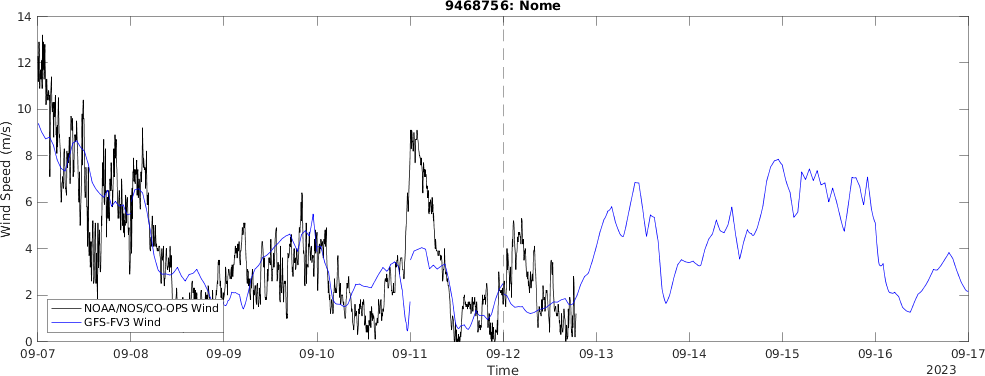 9468756: Nome
Wind Speed (m/s)
14
12
10
8
6
4
2
0
NOAA/NOS/CO-OPS Wind
GFS-FV3 Wind
09-07 09-08 09-09 09-10 09-11 09-12 09-13 09-14 09-15 09-16 09-17
Time
2023